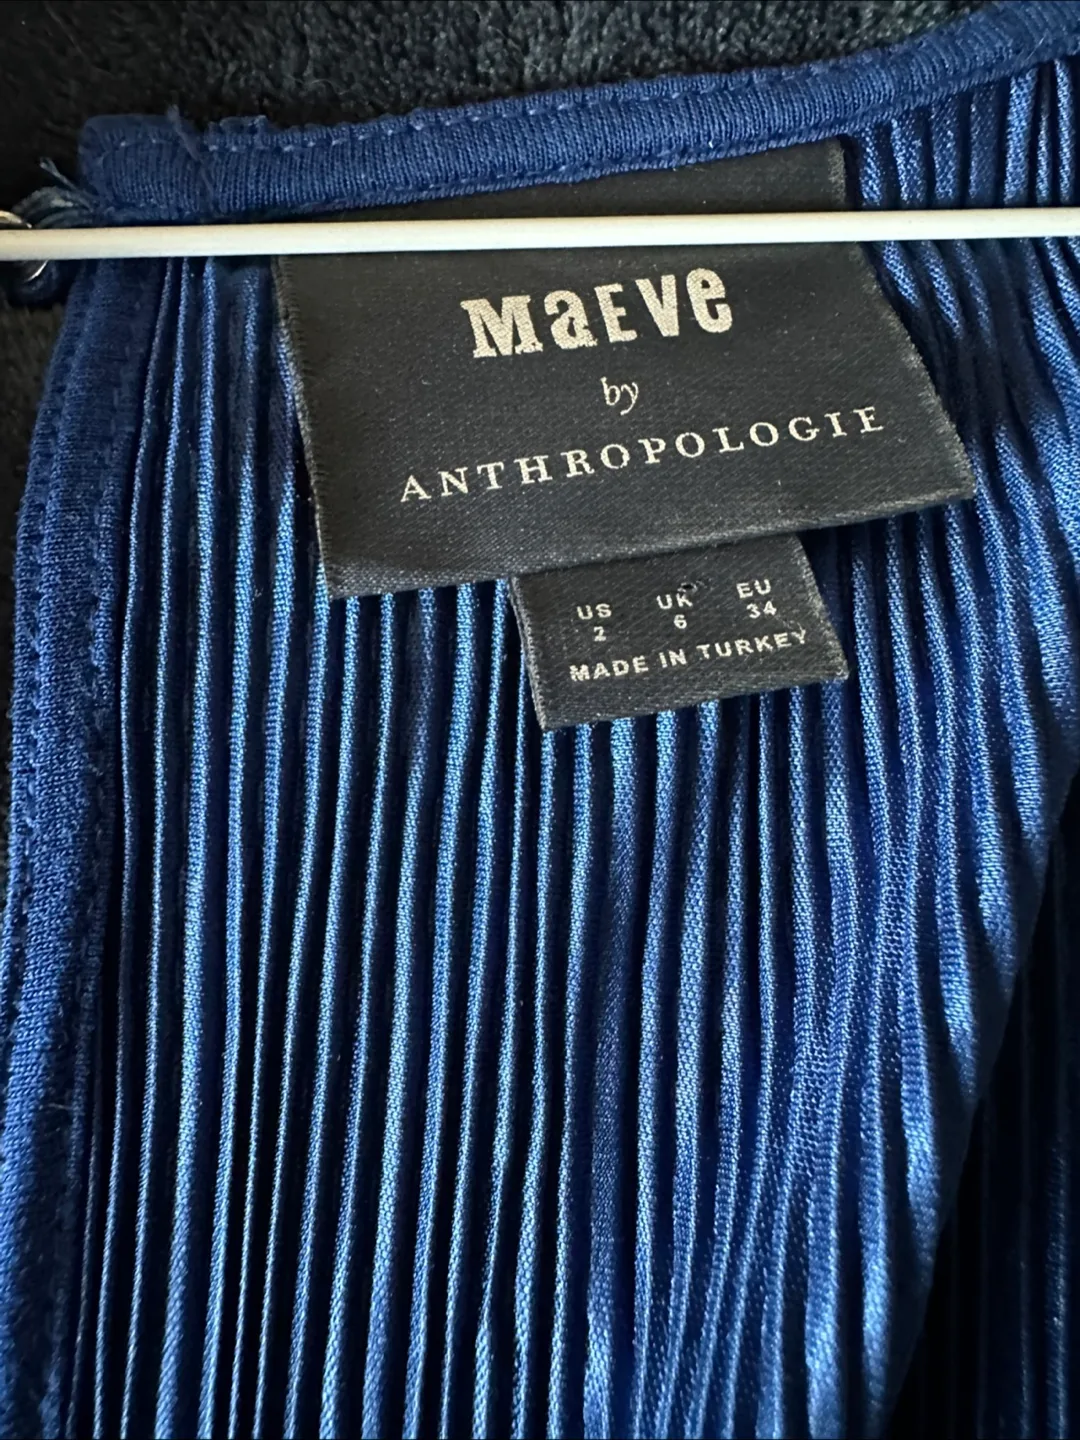 MaEVe
by
ANTHROPOLOGIE
US UK EU
2 6 34
MADE IN TURKEY